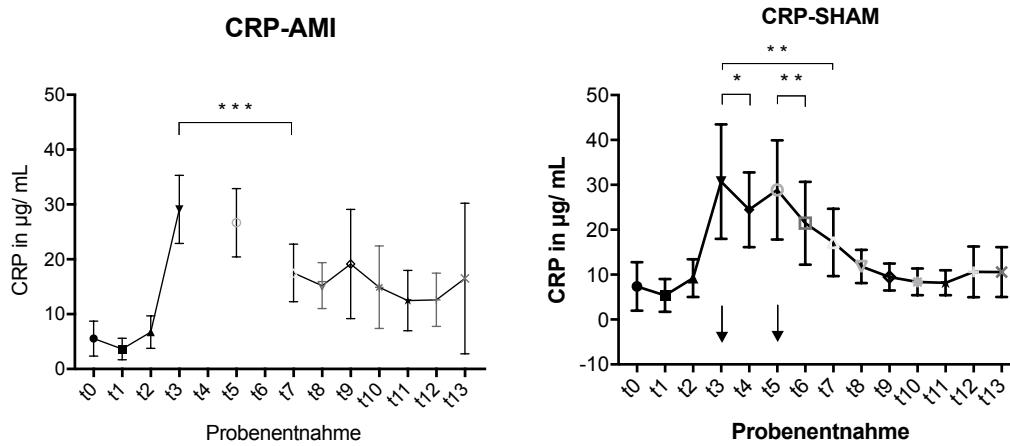 CRP-AMI
* * *
50
40
30
20
10
0
CRP in µg/ mL
t0 t1 t2 t3 t4 t5 t6 t7 t8 t9 t10 t11 t12 t13
Probenentnahme
CRP-SHAM
* *
* * *
50
40
30
20
10
0
-10
CRP in µg/ mL
t0 t1 t2 t3 t4 t5 t6 t7 t8 t9 t10 t11 t12 t13
Probenentnahme